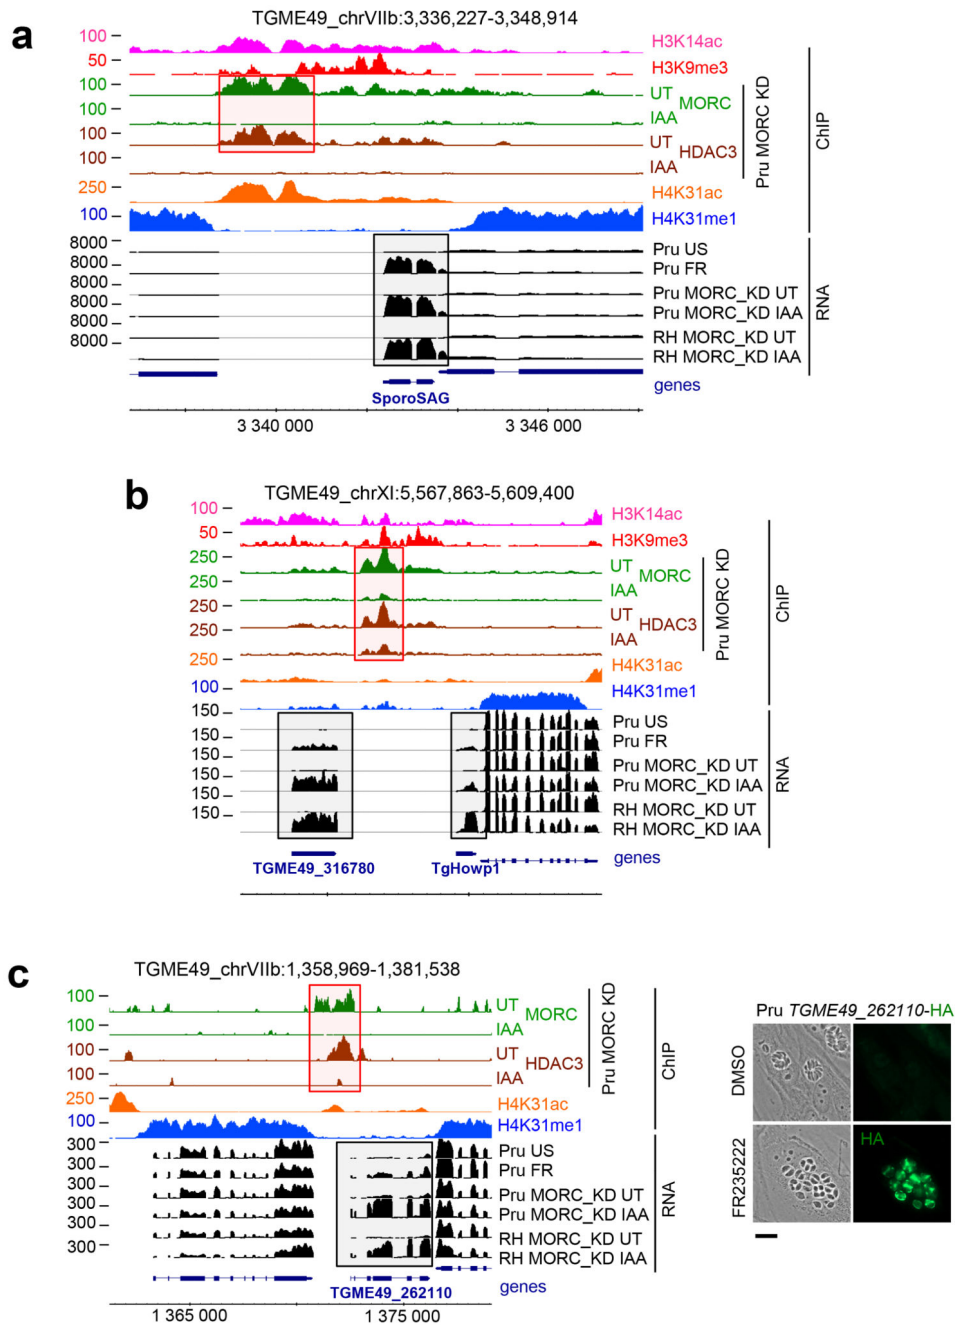 a
TGME49_chrVIIb:3,336,227-3,348,914
100 H3K14ac
50 H3K9me3
100 UT MORC
100 IAA
100 UT HDAC3
100 IAA
Pru MORC KD
250 H4K31ac
100 H4K31me1
ChIP
8000 Pru US
8000 Pru FR
8000 Pru MORC_KD UT
8000 Pru MORC_KD IAA
8000 RH MORC_KD UT
8000 RH MORC_KD IAA
RNA
genes
SporoSAG
3 340 000 3 346 000
b
TGME49_chrXI:5,567,863-5,609,400
100 H3K14ac
50 H3K9me3
250 UT MORC
250 IAA
250 UT HDAC3
250 IAA
Pru MORC KD
250 H4K31ac
100 H4K31me1
ChIP
150 Pru US
150 Pru FR
150 Pru MORC_KD UT
150 Pru MORC_KD IAA
150 RH MORC_KD UT
150 RH MORC_KD IAA
RNA
genes
TGME49_316780 TgHowp1
c
TGME49_chrVIIb:1,358,969-1,381,538
100 UT MORC
100 IAA
100 UT HDAC3
100 IAA
Pru MORC KD
250 H4K31ac
100 H4K31me1
ChIP
300 Pru US
300 Pru FR
300 Pru MORC_KD UT
300 Pru MORC_KD IAA
300 RH MORC_KD UT
300 RH MORC_KD IAA
RNA
genes
TGME49_262110
1 365 000 1 375 000
Pru TGME49_262110-HA
DMSO
FR235222
HA